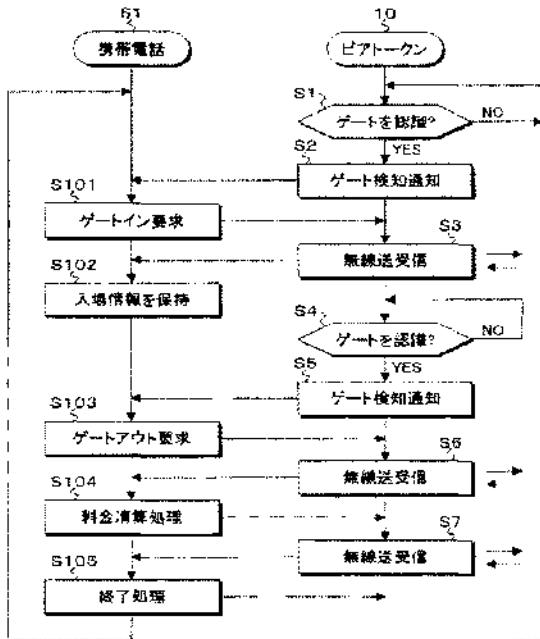 61
10
携帯電話
ピアトークン
S1
ゲートを認識?
NO
YES
S2
ゲート検知通知
S101
ゲートイン要求
S3
無線送受信
S102
入場情報を保持
S4
ゲートを認識?
NO
YES
S5
ゲート検知通知
S103
ゲートアウト要求
S6
無線送受信
S104
料金清算処理
S7
無線送受信
S105
終了処理